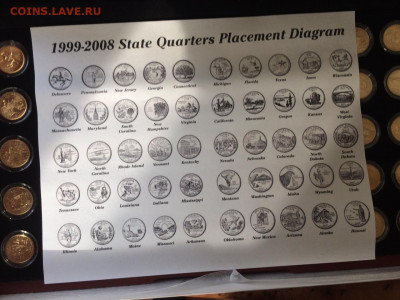 COINS.LAVE.RU
1999-2008 State Quarters Placement Diagram
Delaware Pennsylvania New Jersey Georgia Connecticut Michigan Florida Texas Iowa Wisconsin
Massachusetts Maryland South Carolina New Hampshire Virginia California Minnesota Oregon Kansas West Virginia
New York North Carolina Rhode Island Vermont Kentucky Nevada Nebraska Colorado North Dakota South Dakota
Tennessee Ohio Louisiana Indiana Mississippi Montana Washington Idaho Wyoming Utah
Illinois Alabama Maine Missouri Arkansas Oklahoma New Mexico Arizona Alaska Hawaii